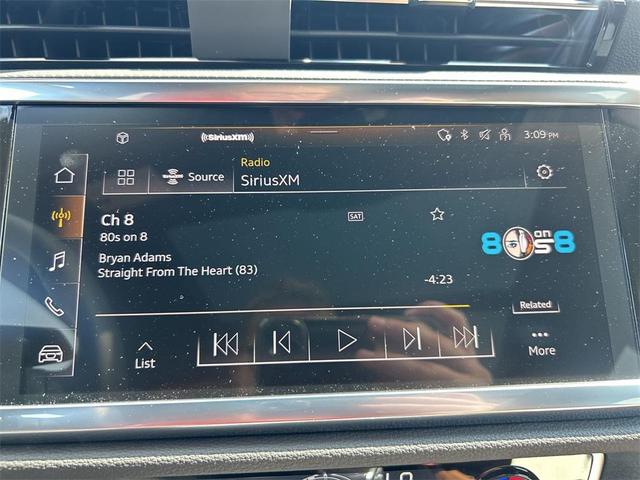 ((SiriusXM))
3:09 PM
Radio
SiriusXM
Source
Ch 8
80s on 8
SAT
Bryan Adams
Straight From The Heart (83)
-4:23
8 on 8
Related
List
More